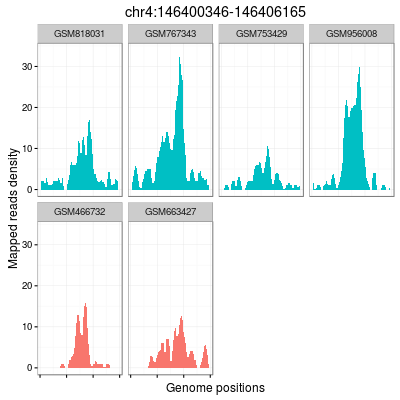 chr4:146400346-146406165
GSM818031 GSM767343 GSM753429 GSM956008
30
20
10
0
GSM466732 GSM663427
30
20
10
0
Mapped reads density
Genome positions